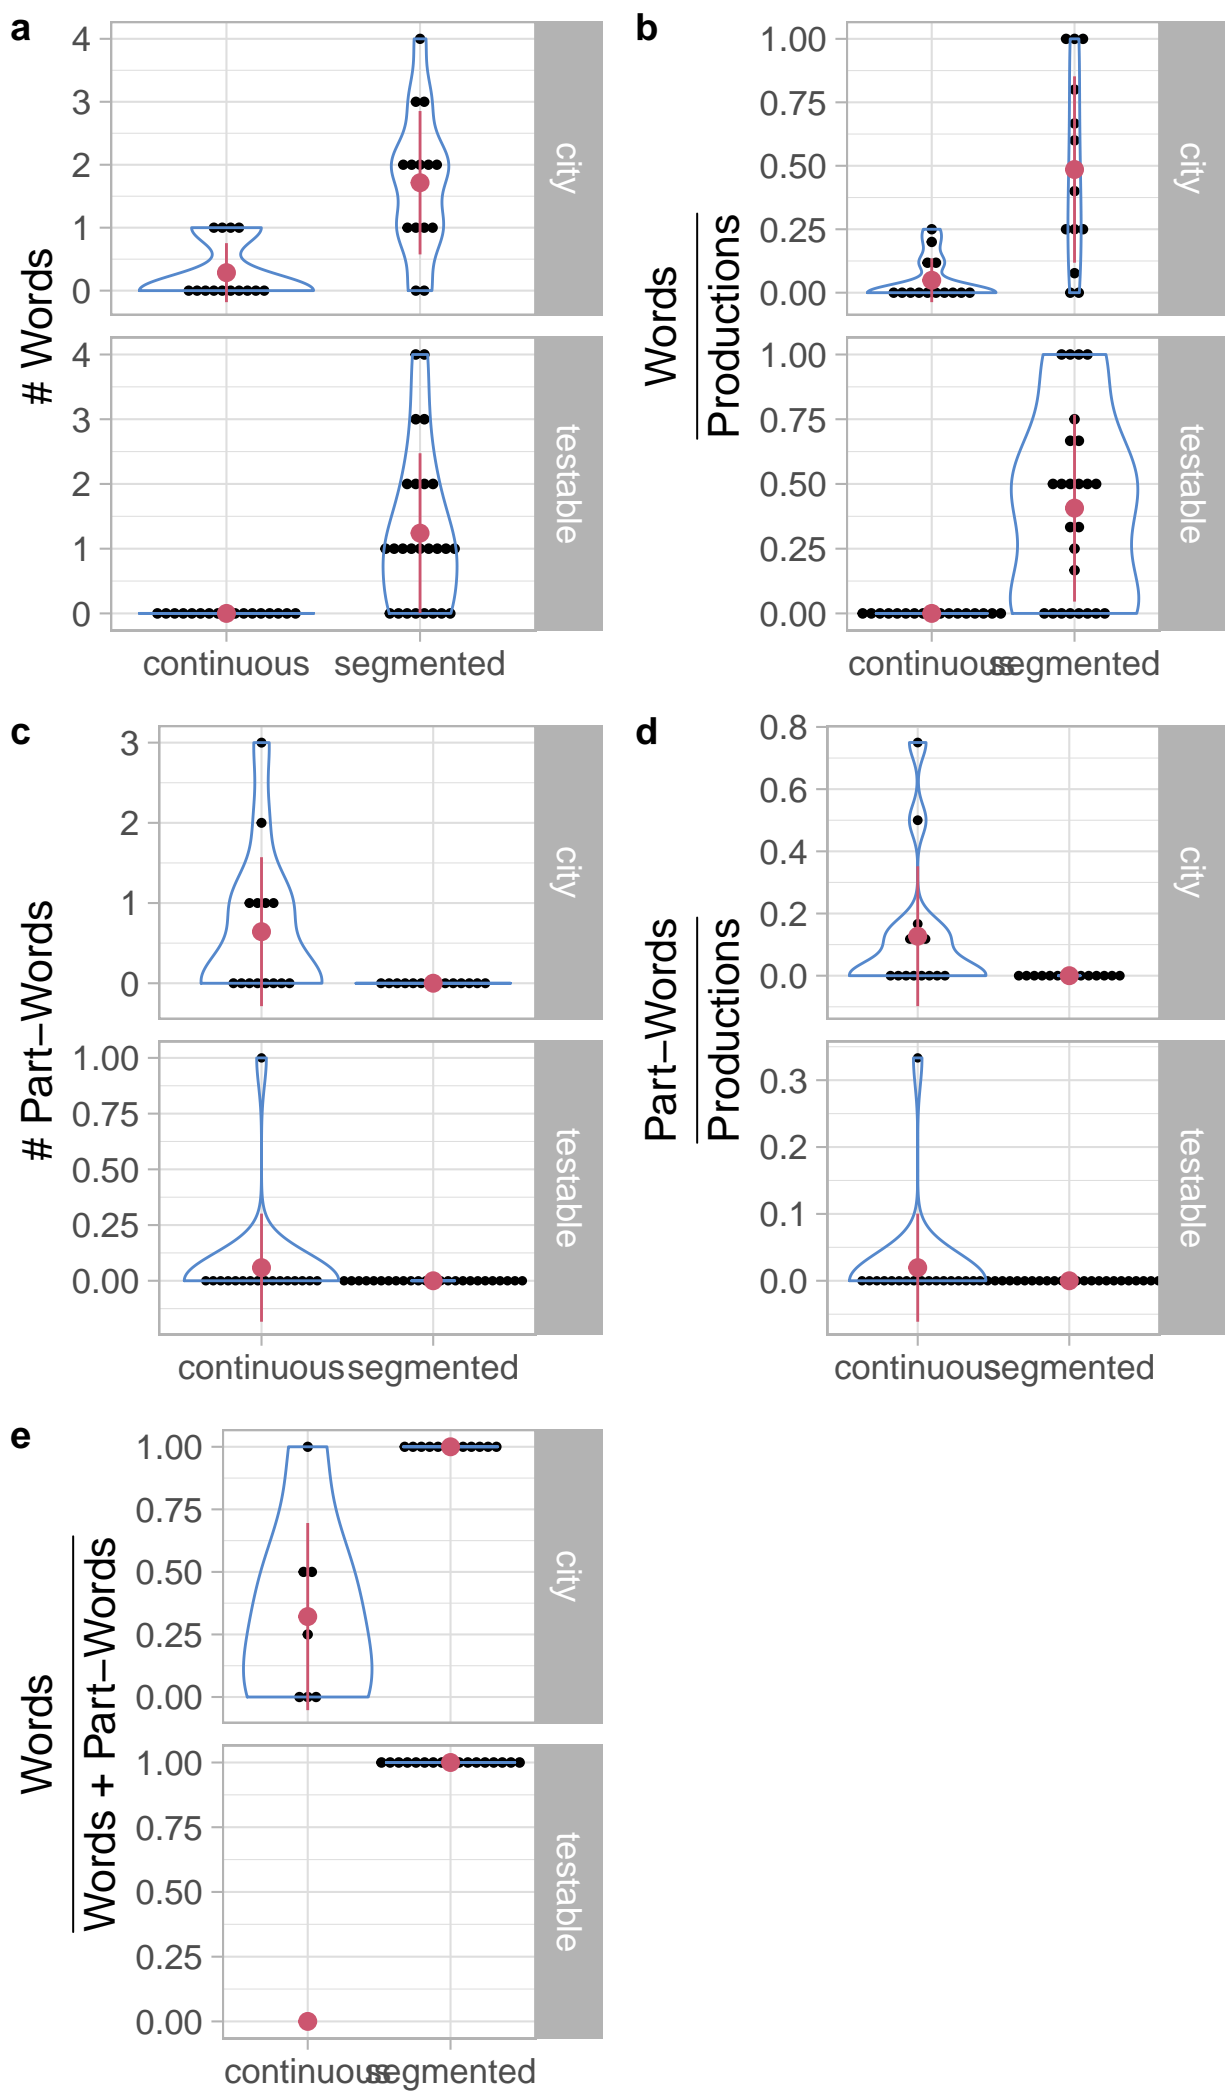 a
# Words
4
3
2
1
0
city
4
3
2
1
0
testable
continuous
segmented
b
Words
Productions
1.00
0.75
0.50
0.25
0.00
city
1.00
0.75
0.50
0.25
0.00
testable
continuous
segmented
c
# Part−Words
3
2
1
0
city
1.00
0.75
0.50
0.25
0.00
testable
continuous
segmented
d
Part−Words
Productions
0.8
0.6
0.4
0.2
0.0
city
0.3
0.2
0.1
0.0
testable
continuous
segmented
e
Words
Words + Part−Words
1.00
0.75
0.50
0.25
0.00
city
1.00
0.75
0.50
0.25
0.00
testable
continuous
segmented